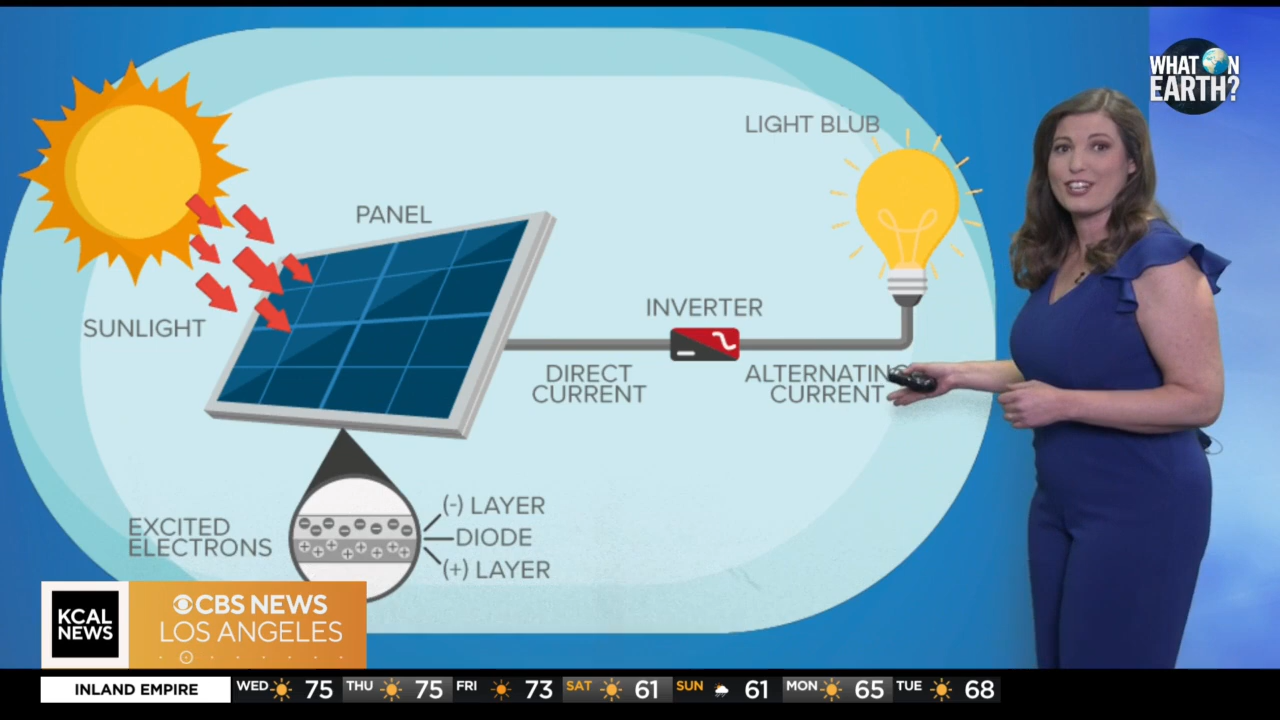 WHAT ON
EARTH?
LIGHT BLUB
PANEL
SUNLIGHT
INVERTER
DIRECT
CURRENT
ALTERNATING
CURRENT
EXCITED
ELECTRONS
(-) LAYER
DIODE
(+) LAYER
KCAL
NEWS
CBS NEWS
LOS ANGELES
INLAND EMPIRE WED 75 THU 75 FRI 73 SAT 61 SUN 61 MON 65 TUE 68